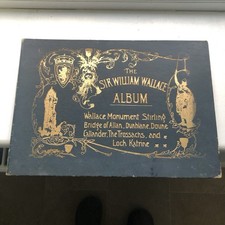 THE
SIR WILLIAM WALLACE
ALBUM
Wallace Monument Stirling
Bridge of Allan, Dunblane, Doune
Callander, The Trossachs, and
Loch Katrine